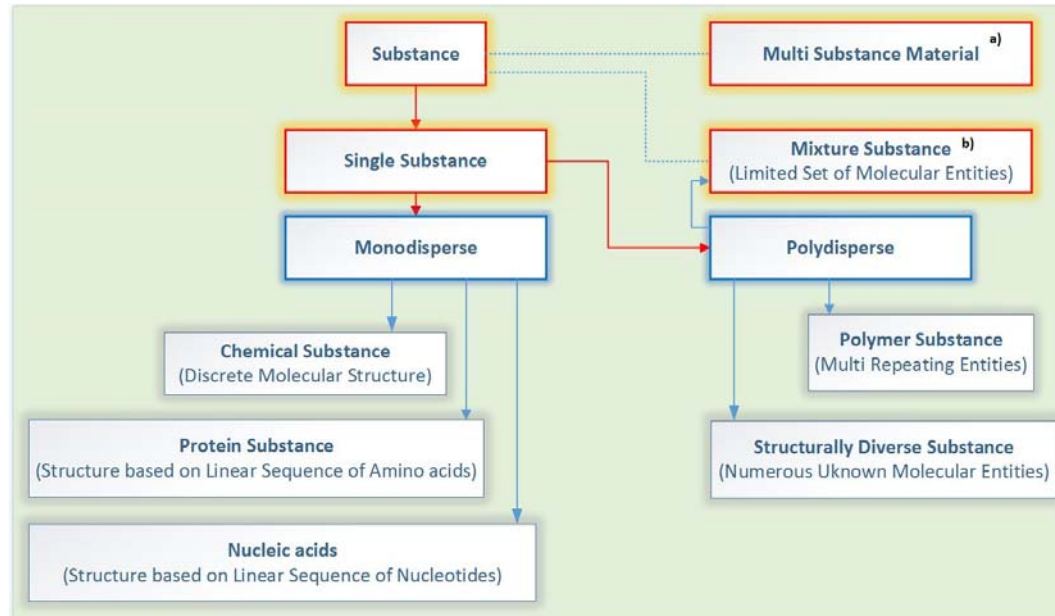 Substance
Multi Substance Material a)
Single Substance
Mixture Substance b)
(Limited Set of Molecular Entities)
Monodisperse
Polydisperse
Chemical Substance
(Discrete Molecular Structure)
Polymer Substance
(Multi Repeating Entities)
Protein Substance
(Structure based on Linear Sequence of Amino acids)
Structurally Diverse Substance
(Numerous Uknown Molecular Entities)
Nucleic acids
(Structure based on Linear Sequence of Nucleotides)